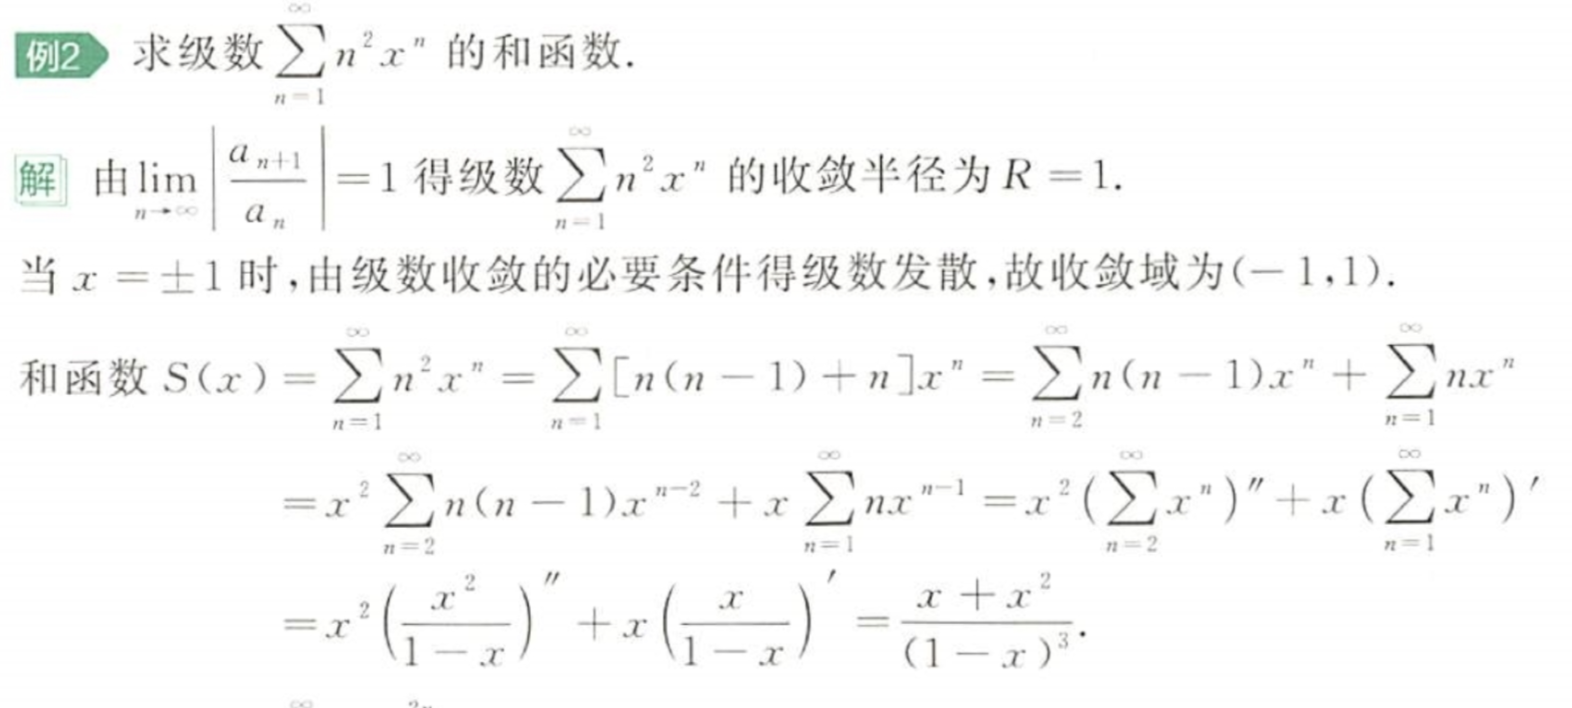 例2 求级数 $\sum_{n=1}^{\infty} n^2 x^n$ 的和函数.
解 由 $\lim_{n\to\infty} \left|\frac{a_{n+1}}{a_n}\right| = 1$ 得级数 $\sum_{n=1}^{\infty} n^2 x^n$ 的收敛半径为 $R=1$.
当 $x=\pm 1$ 时,由级数收敛的必要条件得级数发散,故收敛域为$(-1,1)$.
和函数 $S(x) = \sum_{n=1}^{\infty} n^2 x^n = \sum_{n=1}^{\infty} [n(n-1)+n]x^n = \sum_{n=2}^{\infty} n(n-1)x^n + \sum_{n=1}^{\infty} nx^n$
$= x^2 \sum_{n=2}^{\infty} n(n-1)x^{n-2} + x \sum_{n=1}^{\infty} nx^{n-1} = x^2 (\sum_{n=2}^{\infty} x^n)'' + x (\sum_{n=1}^{\infty} x^n)'$
$= x^2 \left(\frac{x^2}{1-x}\right)'' + x \left(\frac{x}{1-x}\right)' = \frac{x+x^2}{(1-x)^3}.$